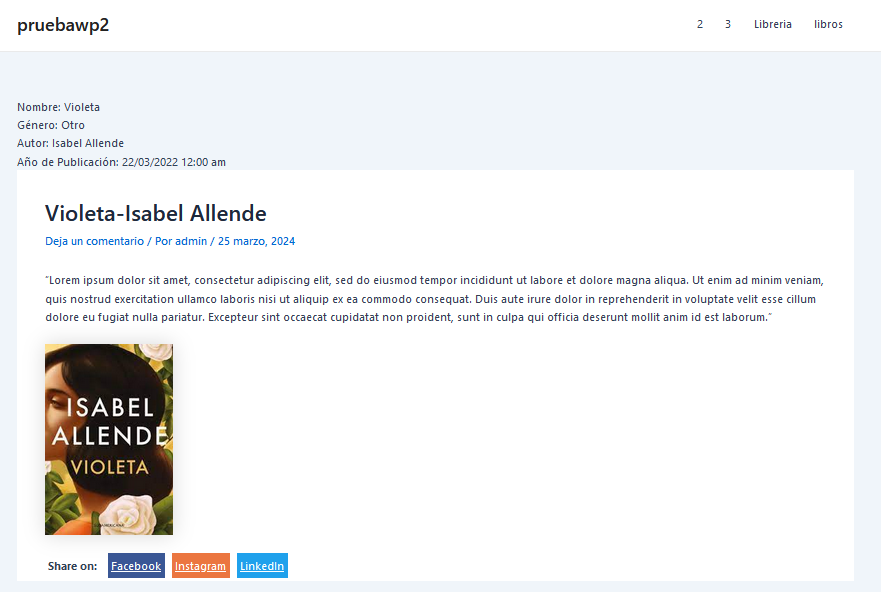 pruebawp2
2 3 Libreria libros
Nombre: Violeta
Género: Otro
Autor: Isabel Allende
Año de Publicación: 22/03/2022 12:00 am
Violeta-Isabel Allende
Deja un comentario / Por admin / 25 marzo, 2024
"Lorem ipsum dolor sit amet, consectetur adipiscing elit, sed do eiusmod tempor incididunt ut labore et dolore magna aliqua. Ut enim ad minim veniam,
quis nostrud exercitation ullamco laboris nisi ut aliquip ex ea commodo consequat. Duis aute irure dolor in reprehenderit in voluptate velit esse cillum
dolore eu fugiat nulla pariatur. Excepteur sint occaecat cupidatat non proident, sunt in culpa qui officia deserunt mollit anim id est laborum."
ISABEL
ALLENDE
VIOLETA
Share on: Facebook Instagram LinkedIn